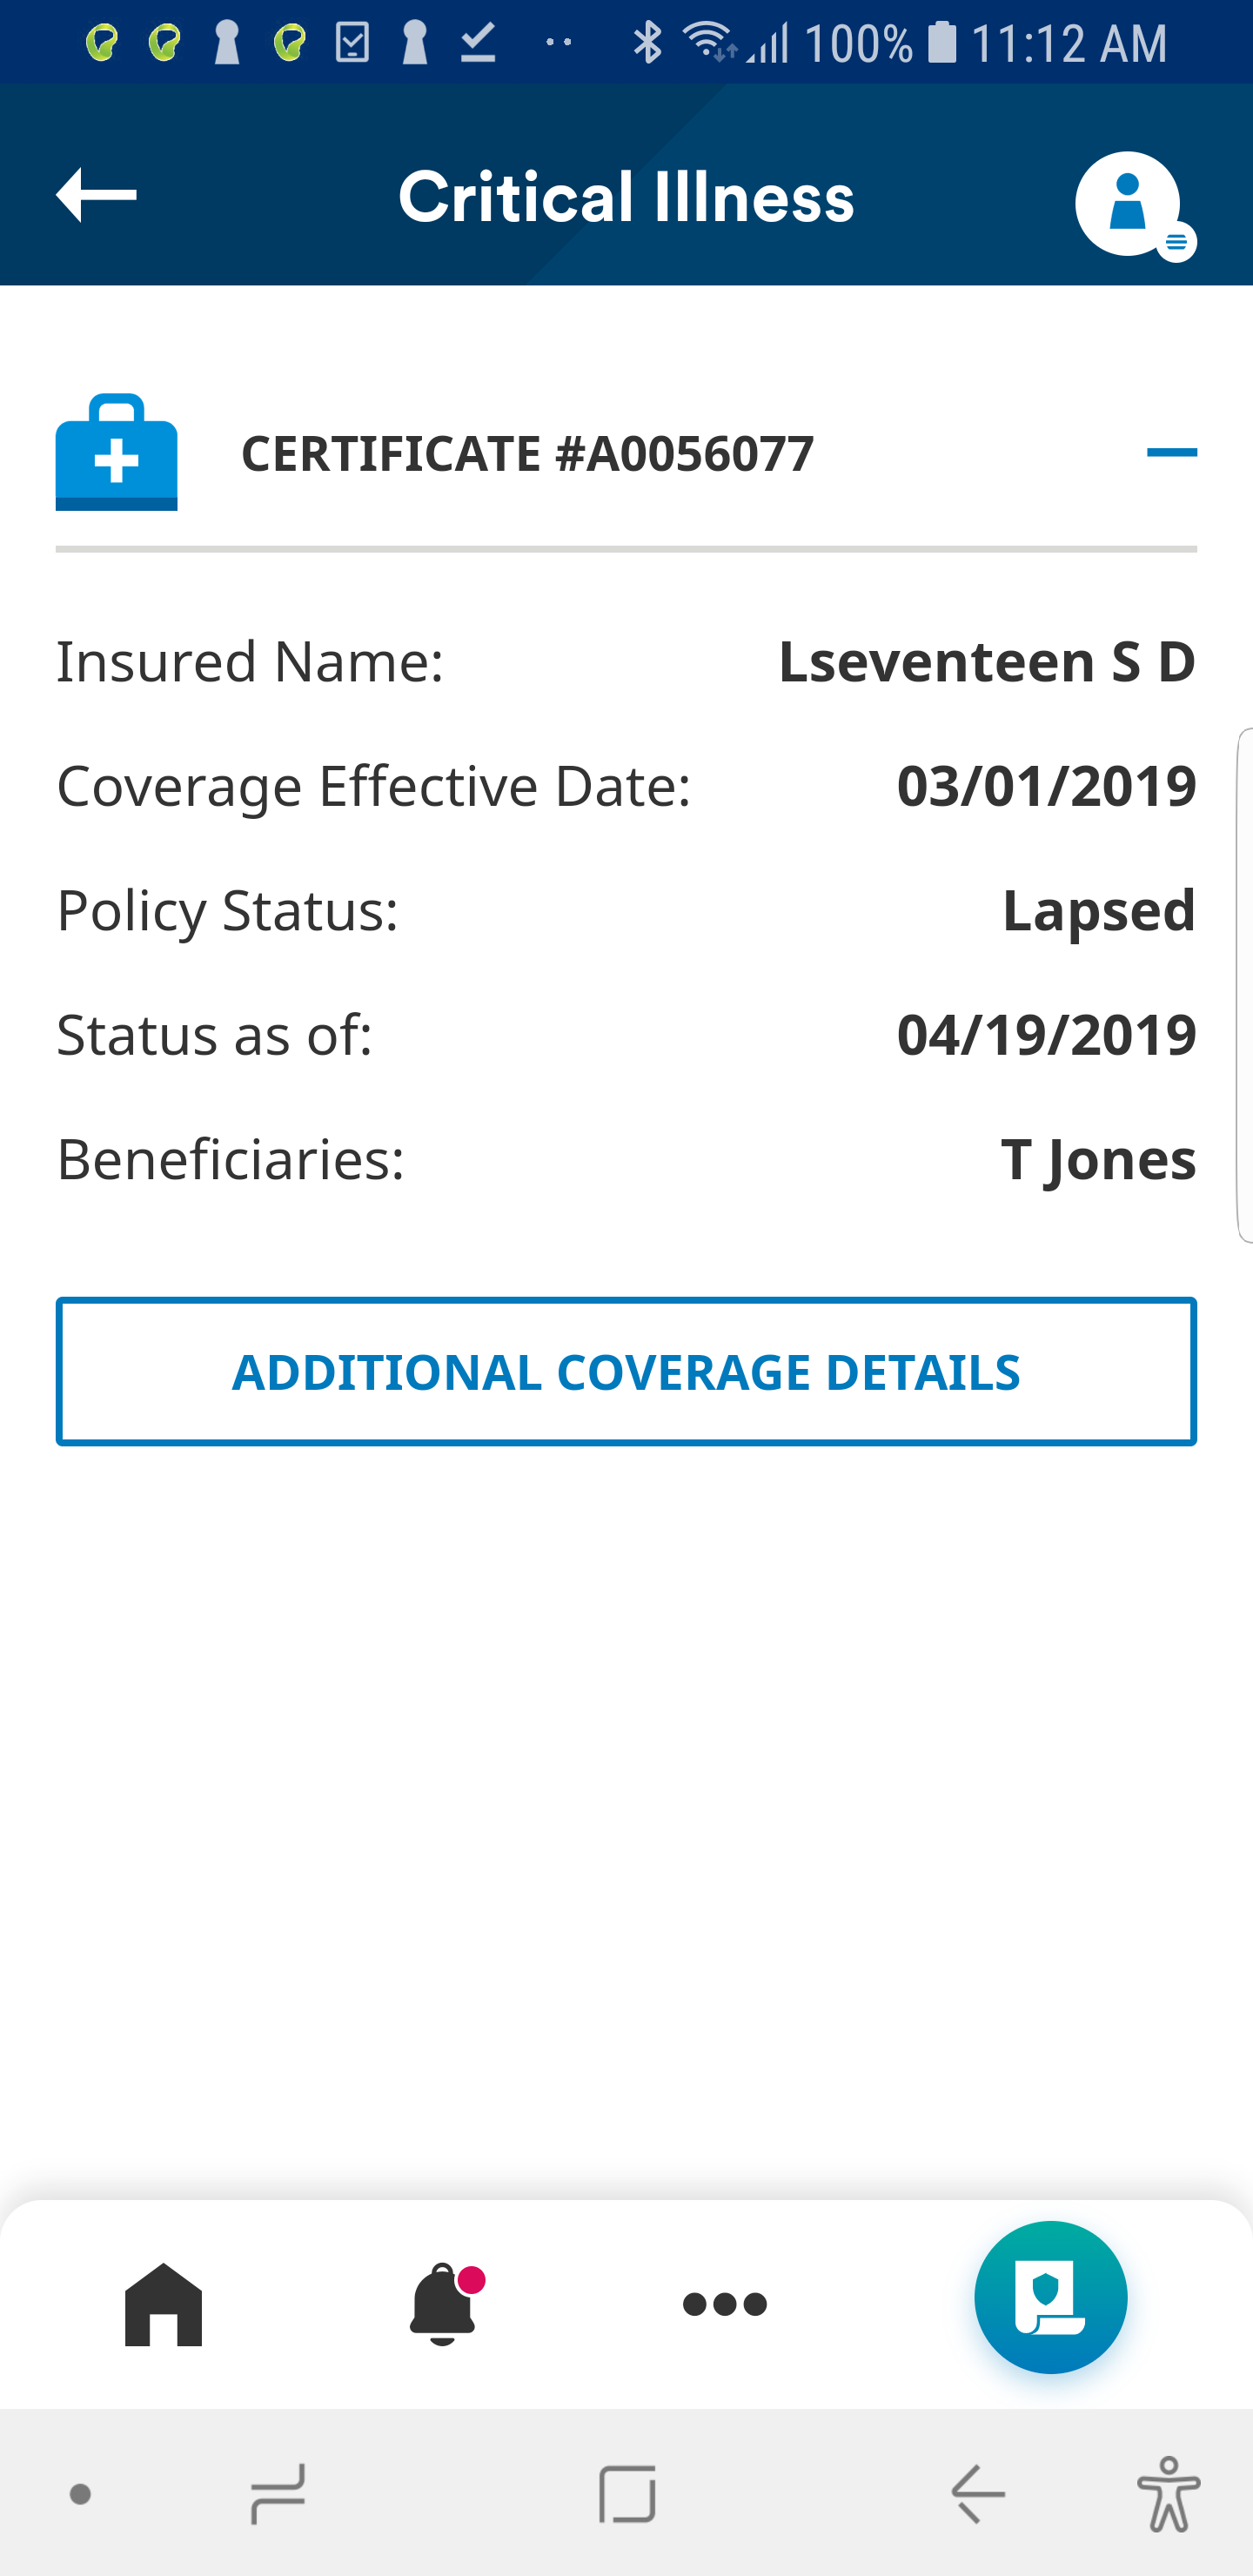 100% 11:12 AM
Critical Illness
CERTIFICATE #A0056077
Insured Name: Lseventeen S D
Coverage Effective Date: 03/01/2019
Policy Status: Lapsed
Status as of: 04/19/2019
Beneficiaries: T Jones
ADDITIONAL COVERAGE DETAILS